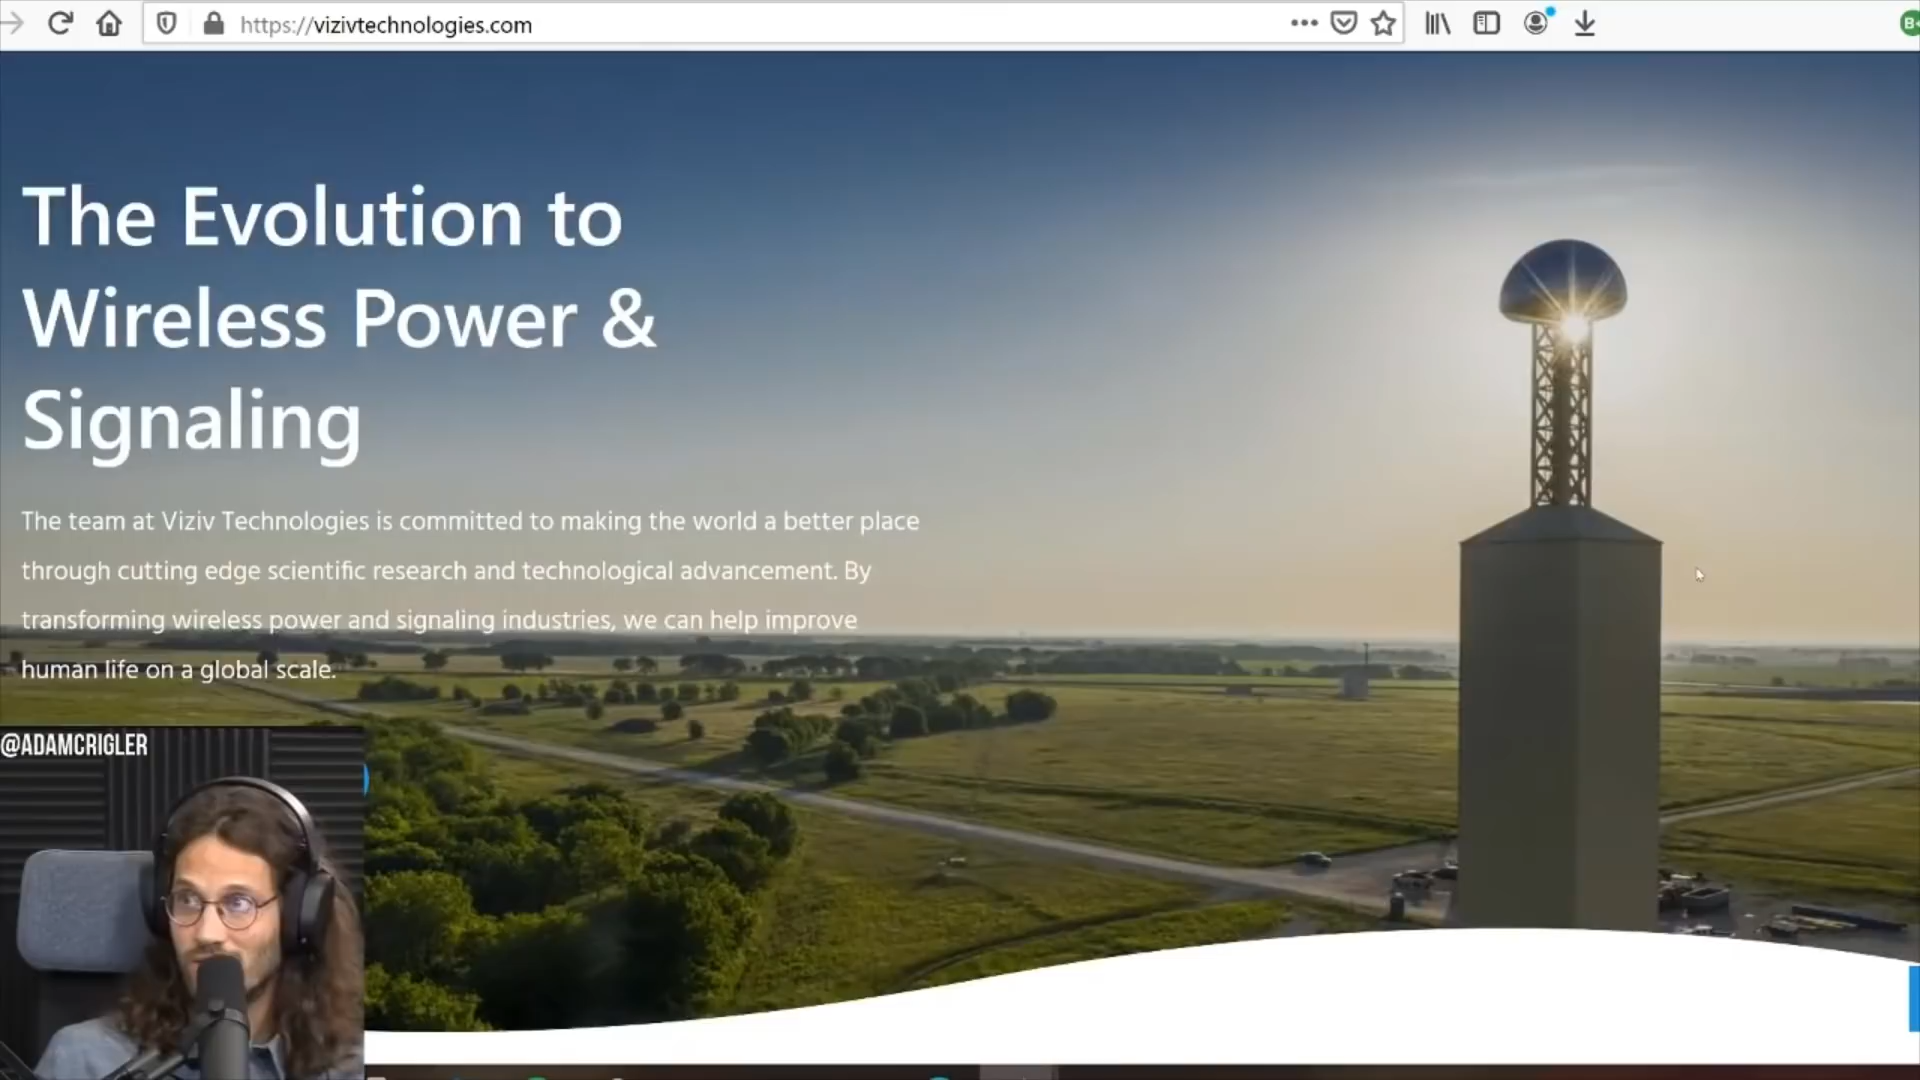 https://vizivtechnologies.com
The Evolution to
Wireless Power &
Signaling
The team at Viziv Technologies is committed to making the world a better place
through cutting edge scientific research and technological advancement. By
transforming wireless power and signaling industries, we can help improve
human life on a global scale.
@ADAMCRIGLER